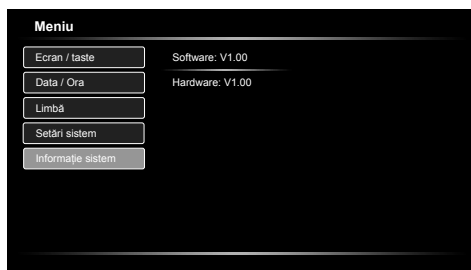 Meniu
Ecran / taste
Software: V1.00
Data / Ora
Hardware: V1.00
Limbă
Setări sistem
Informație sistem